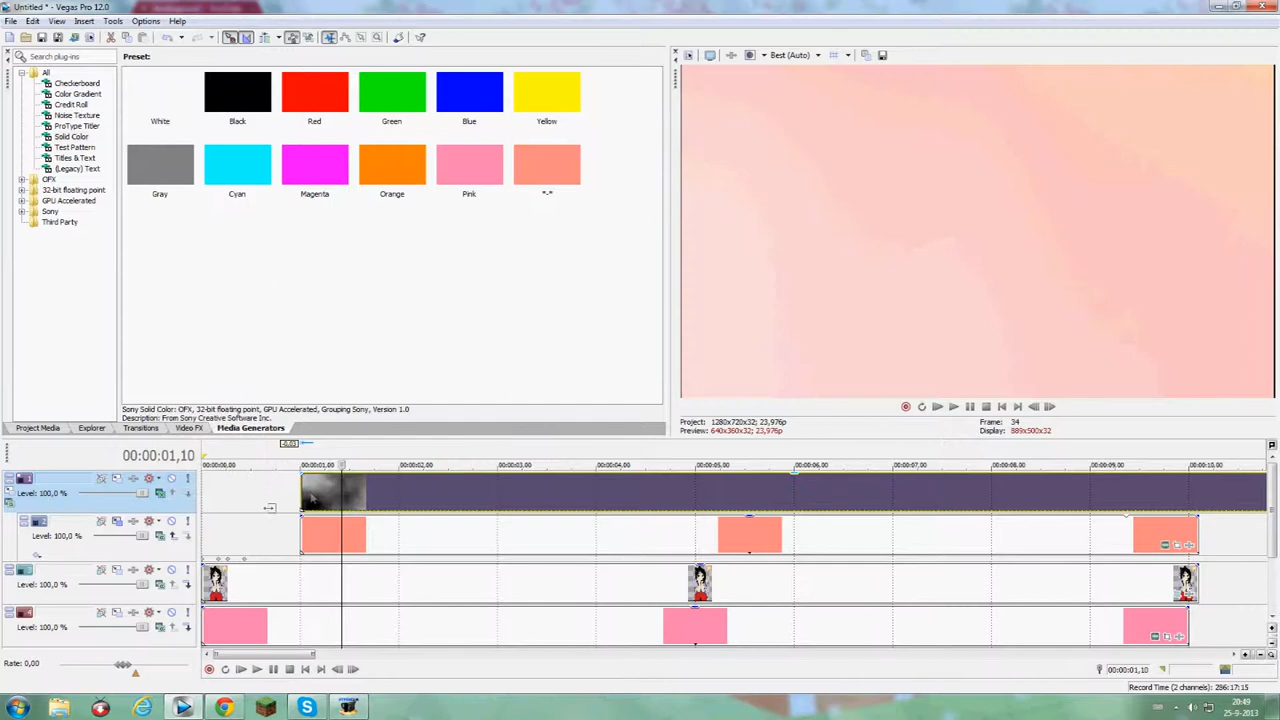 Untitled * - Vegas Pro 12.0
File Edit View Insert Tools Options Help
Search plug-ins
All
Checkerboard
Color Gradient
Credit Roll
Noise Texture
ProType Titler
Solid Color
Test Pattern
Titles & Text
(Legacy) Text
OFX
32-bit floating point
GPU Accelerated
Sony
Third Party
Preset:
White Black Red Green Blue Yellow
Gray Cyan Magenta Orange Pink *-*
Sony Solid Color: OFX, 32-bit floating point, GPU Accelerated, Grouping Sony, Version 1.0
Description: From Sony Creative Software Inc.
Project Media Explorer Transitions Video FX Media Generators
Best (Auto)
Project: 1280x720x32; 23,976p
Preview: 640x360x32; 23,976p
Frame: 34
Display: 889x500x32
00:00:01,10
00:00:00,00 00:00:01,00 00:00:02,00 00:00:03,00 00:00:04,00 00:00:05,00 00:00:06,00 00:00:07,00 00:00:08,00 00:00:09,00 00:00:10,00
Level: 100,0 %
Level: 100,0 %
Level: 100,0 %
Level: 100,0 %
Rate: 0,00
00:00:01,10
Record Time (2 channels): 286:17:15
20:49
25-9-2013